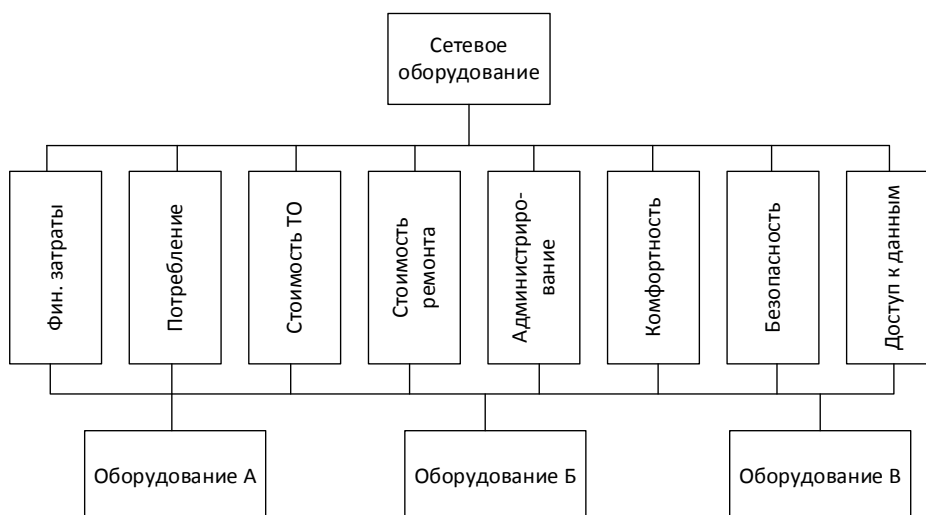 Сетевое
оборудование
Фин. затраты
Потребление
Стоимость ТО
Стоимость
ремонта
Администриро-
вание
Комфортность
Безопасность
Доступ к данным
Оборудование А
Оборудование Б
Оборудование В